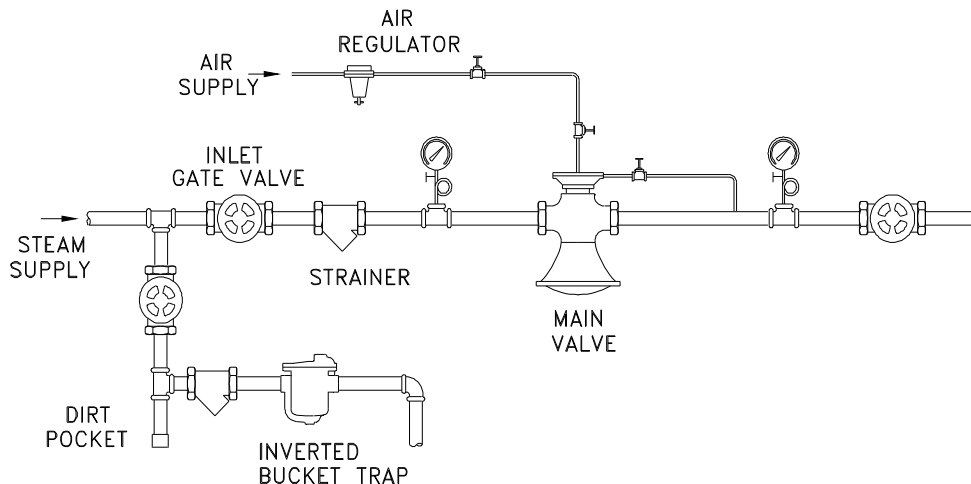 AIR
REGULATOR
AIR
SUPPLY
INLET
GATE VALVE
STEAM
SUPPLY
STRAINER
MAIN
VALVE
DIRT
POCKET
INVERTED
BUCKET TRAP